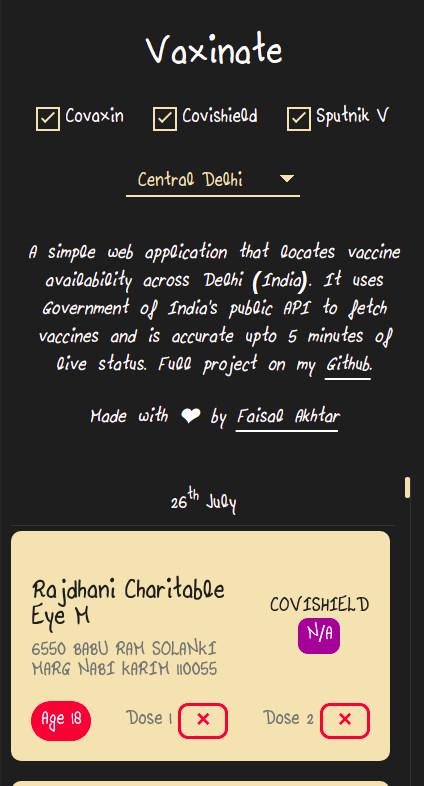 Vaxinate
Covaxin Covishield Sputnik V
Central Delhi
A simple web application that locates vaccine
availability across Delhi (India). It uses
Government of India's public API to fetch
vaccines and is accurate upto 5 minutes of
live status. Full project on my Github.
Made with ❤ by Faisal Akhtar
26th July
Rajdhani Charitable
Eye M
6550 BABU RAM SOLANKI
MARG NABI KARIM 110055
COVISHIELD
N/A
Age 18 Dose 1 ✕ Dose 2 ✕